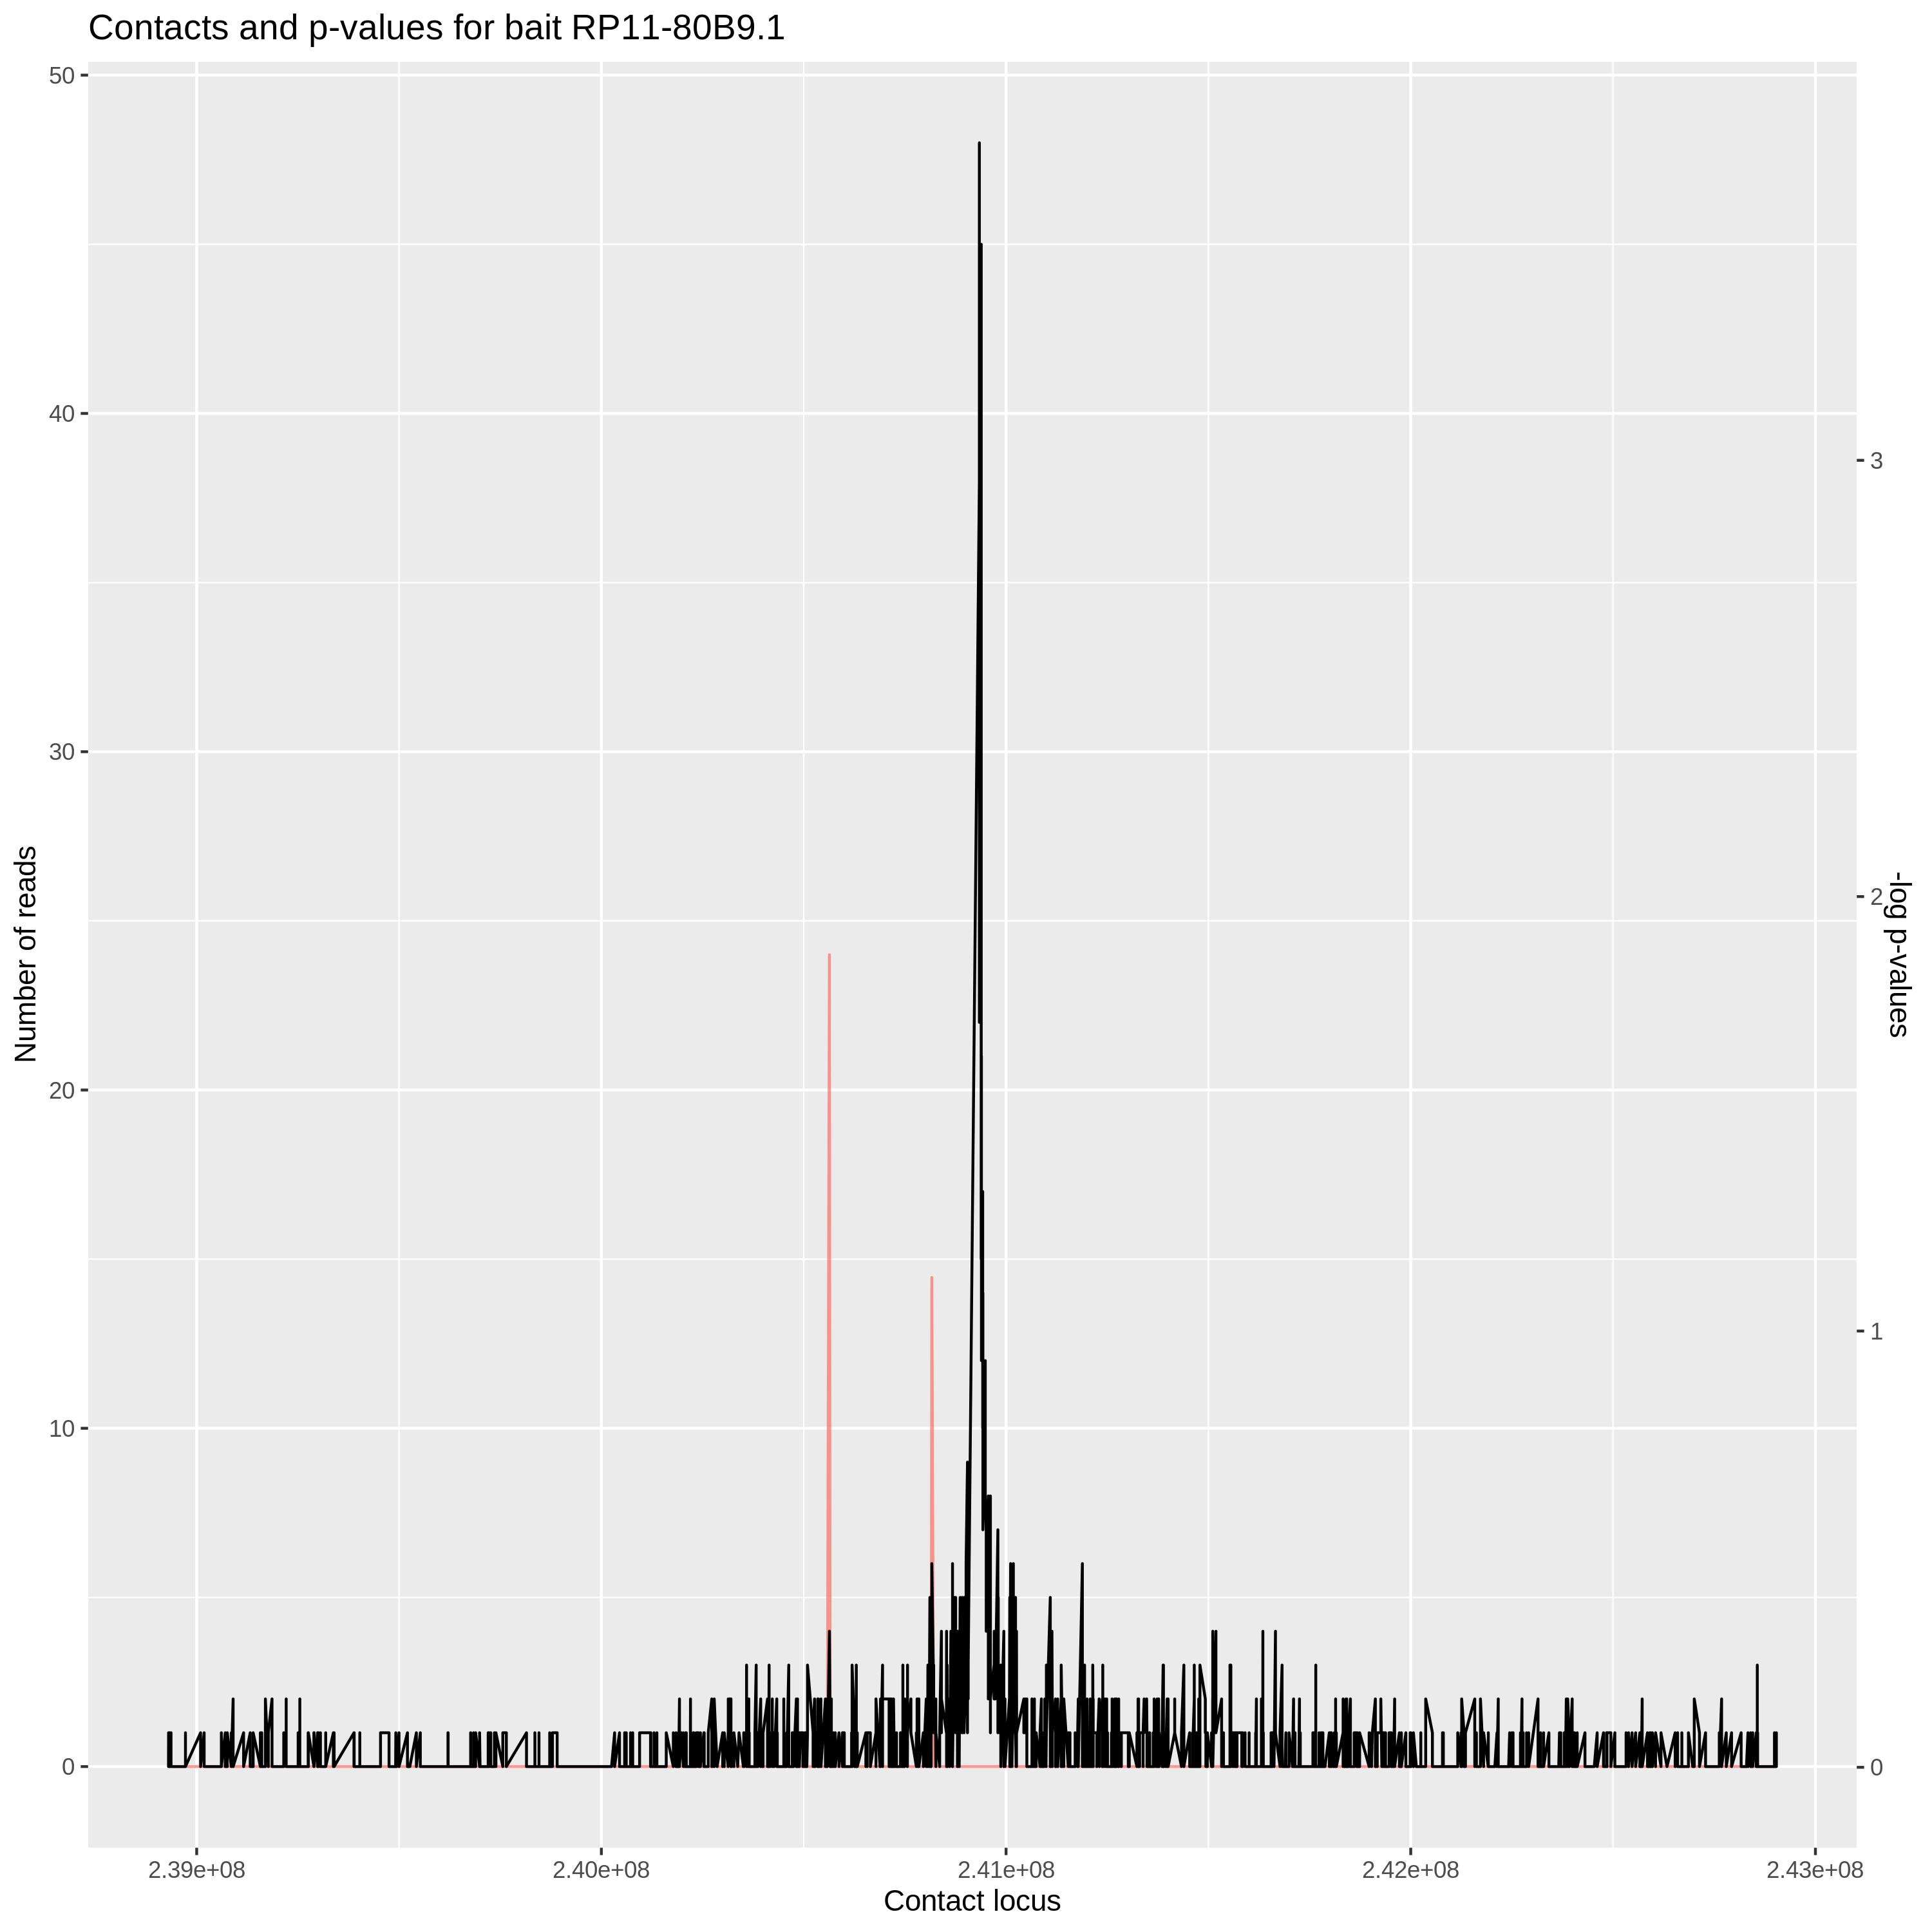 Contacts and p-values for bait RP11-80B9.1
50
40
30
20
10
0
Number of reads
3
2
1
0
-log p-values
2.39e+08
2.40e+08
2.41e+08
2.42e+08
2.43e+08
Contact locus